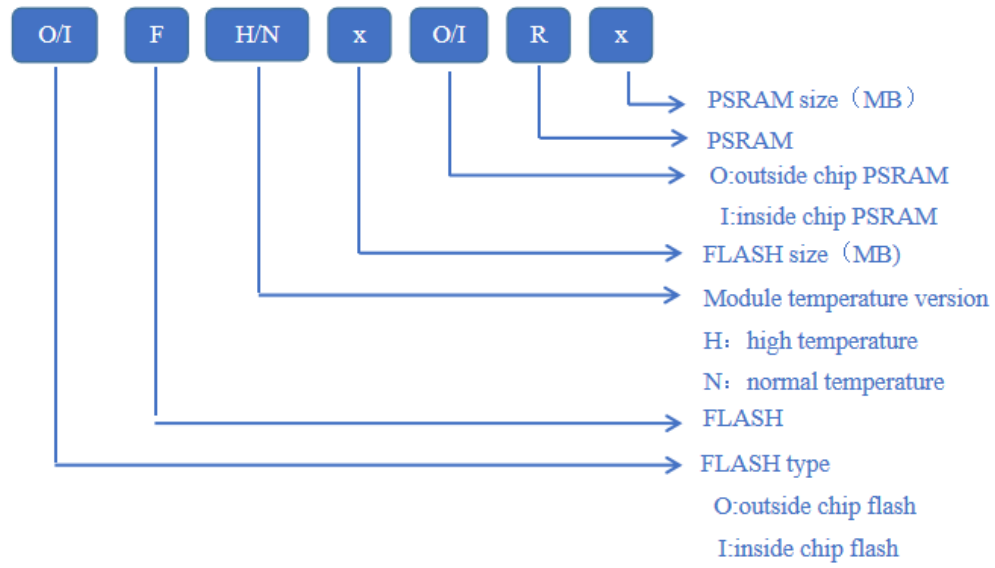 O/I F H/N x O/I R x
PSRAM size（MB）
PSRAM
O:outside chip PSRAM
I:inside chip PSRAM
FLASH size（MB)
Module temperature version
H：high temperature
N：normal temperature
FLASH
FLASH type
O:outside chip flash
I:inside chip flash